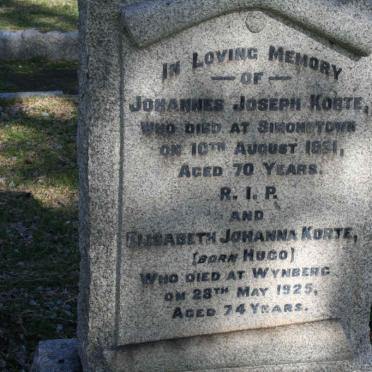 IN LOVING MEMORY
— OF —
JOHANNES JOSEPH KORTE,
WHO DIED AT SIMONSTOWN
ON 10TH AUGUST 1921,
AGED 70 YEARS.
R. I. P.
AND
ELISABETH JOHANNA KORTE,
(BORN HUGO)
WHO DIED AT WYNBERG
ON 28TH MAY 1925,
AGED 74 YEARS.